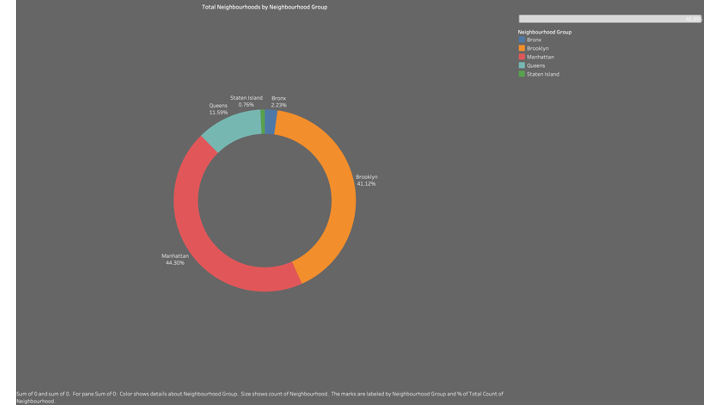 Total Neighbourhoods by Neighbourhood Group
Neighbourhood Group
Bronx
Brooklyn
Manhattan
Queens
Staten Island
Staten Island
0.76%
Bronx
2.23%
Queens
11.59%
Brooklyn
41.12%
Manhattan
44.30%
Sum of 0 and sum of 0. For pane Sum of 0: Color shows details about Neighbourhood Group. Size shows count of Neighbourhood. The marks are labeled by Neighbourhood Group and % of Total Count of
Neighbourhood.